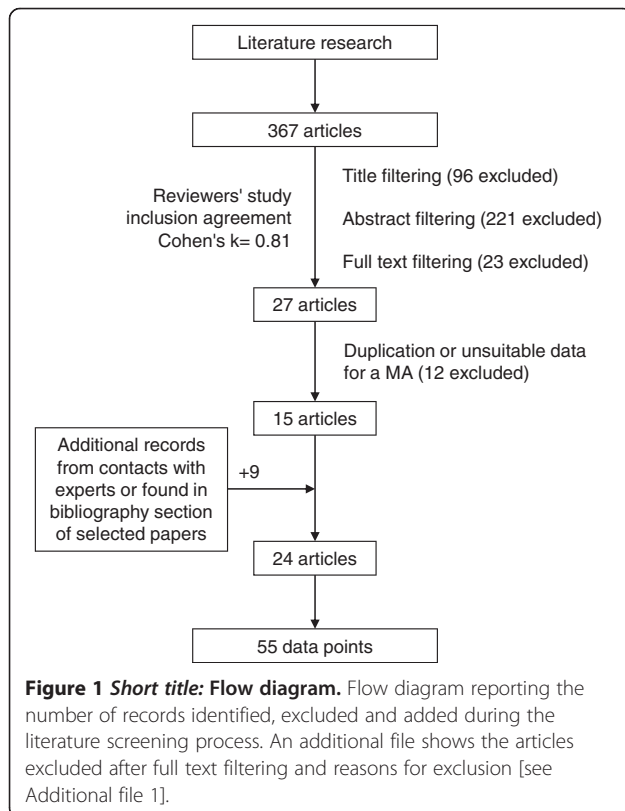 Literature research
367 articles
Reviewers' study
inclusion agreement
Cohen's k= 0.81
Title filtering (96 excluded)
Abstract filtering (221 excluded)
Full text filtering (23 excluded)
27 articles
Duplication or unsuitable data
for a MA (12 excluded)
15 articles
Additional records
from contacts with
experts or found in
bibliography section
of selected papers
+9
24 articles
55 data points
Figure 1 Short title: Flow diagram. Flow diagram reporting the
number of records identified, excluded and added during the
literature screening process. An additional file shows the articles
excluded after full text filtering and reasons for exclusion [see
Additional file 1].